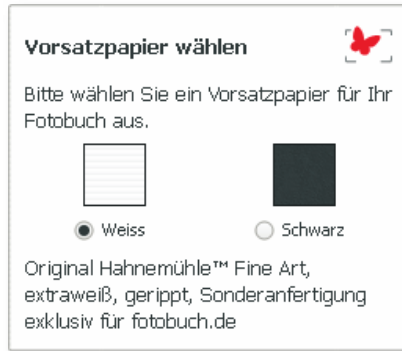 Vorsatzpapier wählen
Bitte wählen Sie ein Vorsatzpapier für Ihr
Fotobuch aus.
Weiss
Schwarz
Original Hahnemühle™ Fine Art,
extraweiß, gerippt, Sonderanfertigung
exklusiv für fotobuch.de